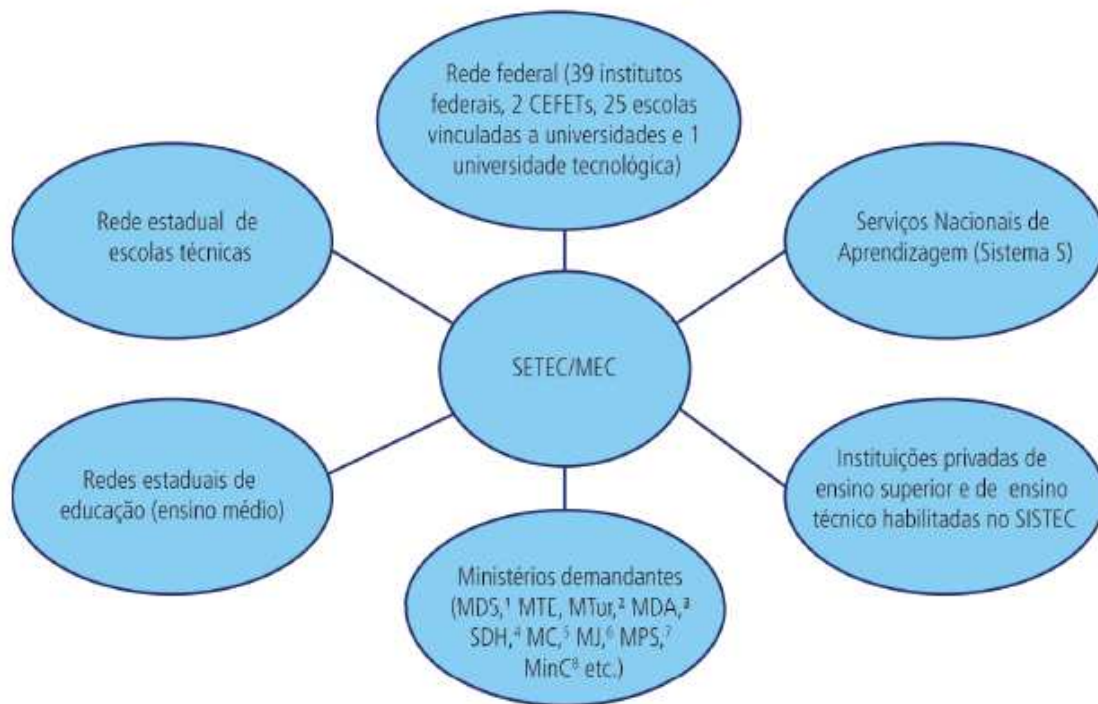 Rede federal (39 institutos
federais, 2 CEFETs, 25 escolas
vinculadas a universidades e 1
universidade tecnológica)
Rede estadual de
escolas técnicas
Serviços Nacionais de
Aprendizagem (Sistema S)
SETEC/MEC
Redes estaduais de
educação (ensino médio)
Instituições privadas de
ensino superior e de ensino
técnico habilitadas no SISTEC
Ministérios demandantes
(MDS,¹ MTE, MTur,² MDA,³
SDH,⁴ MC,⁵ MJ,⁶ MPS,⁷
MinC⁸ etc.)